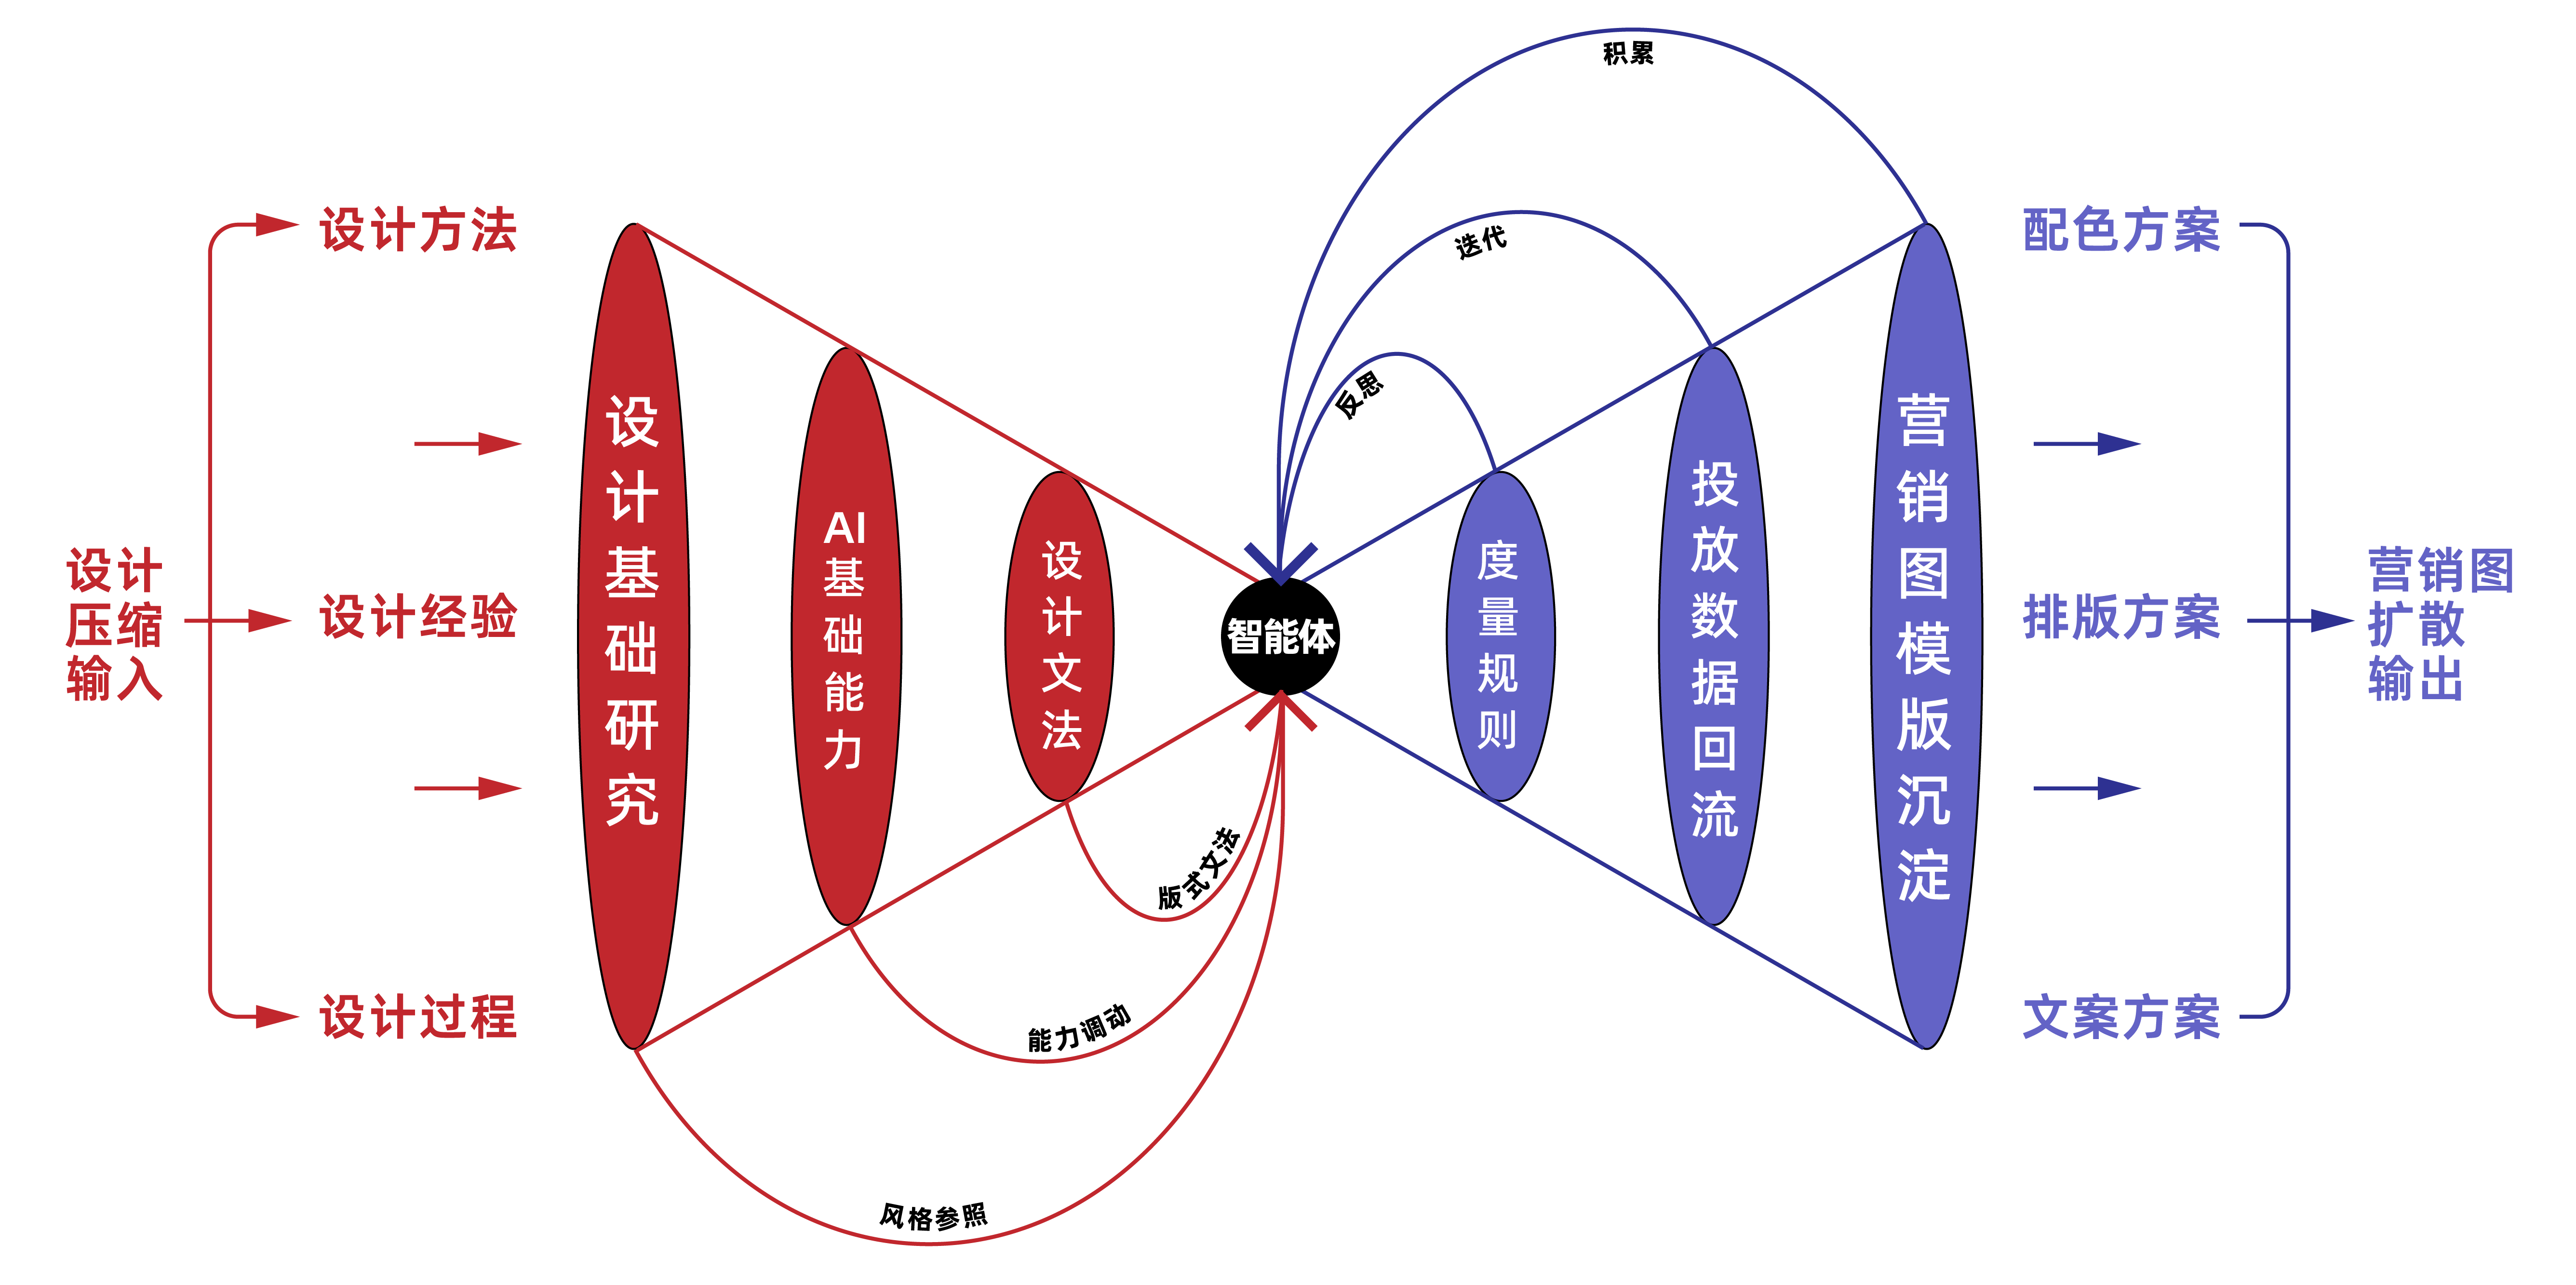 设计
压缩
输入
设计方法
设计经验
设计过程
设计基础研究
AI
基础能力
设计文法
智能体
版式文法
能力调动
风格参照
积累
迭代
反思
度量规则
投放数据回流
营销图模版沉淀
配色方案
排版方案
文案方案
营销图
扩散
输出